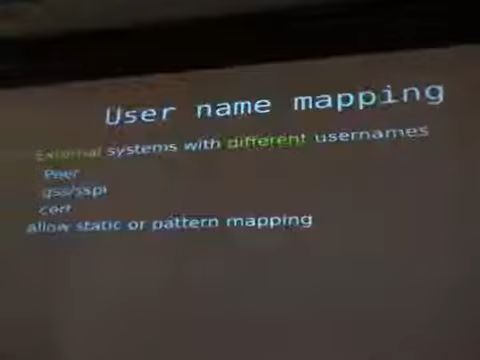 User name mapping
External systems with different usernames
Peer
gss/sspi
cert
allow static or pattern mapping